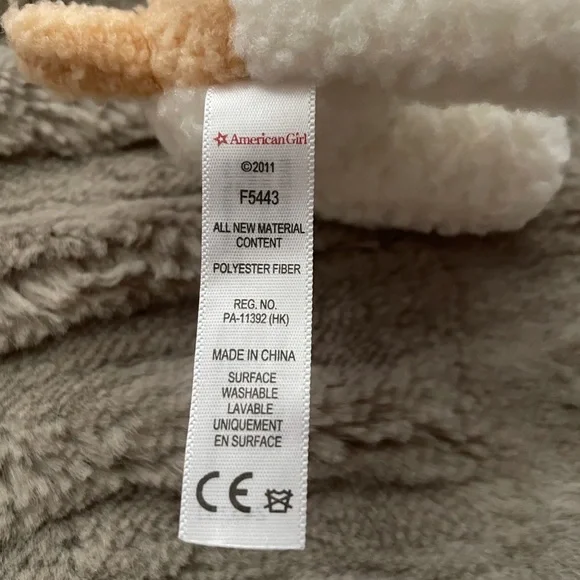 American Girl
©2011
F5443
ALL NEW MATERIAL
CONTENT
POLYESTER FIBER
REG. NO.
PA-11392 (HK)
MADE IN CHINA
SURFACE
WASHABLE
LAVABLE
UNIQUEMENT
EN SURFACE
CE